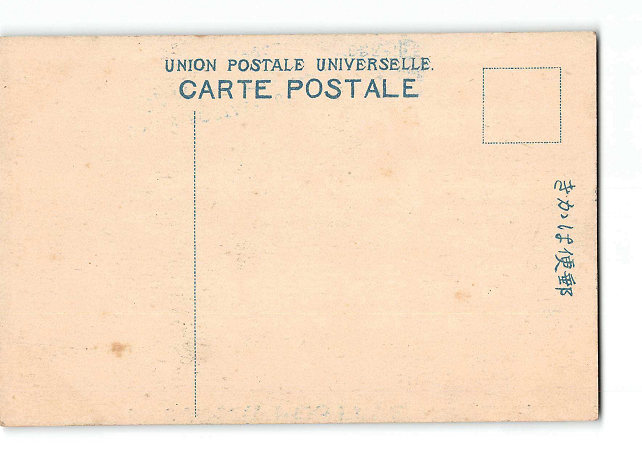 UNION POSTALE UNIVERSELLE.
CARTE POSTALE
郵便はがき